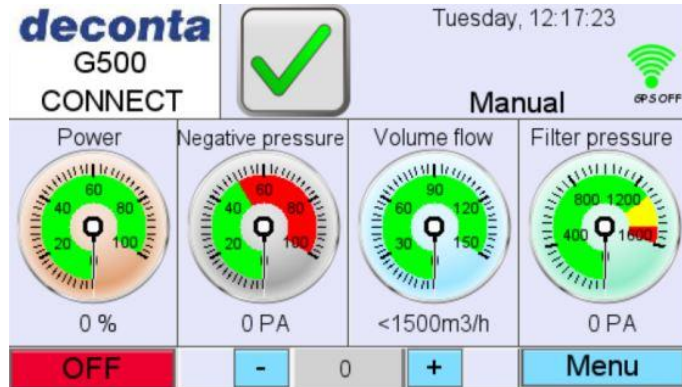 deconta
G500
CONNECT
Tuesday, 12:17:23
Manual
GPS OFF
Power
Negative pressure
Volume flow
Filter pressure
20 40 60 80 100
20 40 60 80 100
30 60 90 120 150
400 800 1200 1600
0 %
0 PA
<1500m3/h
0 PA
OFF
-
0
+
Menu